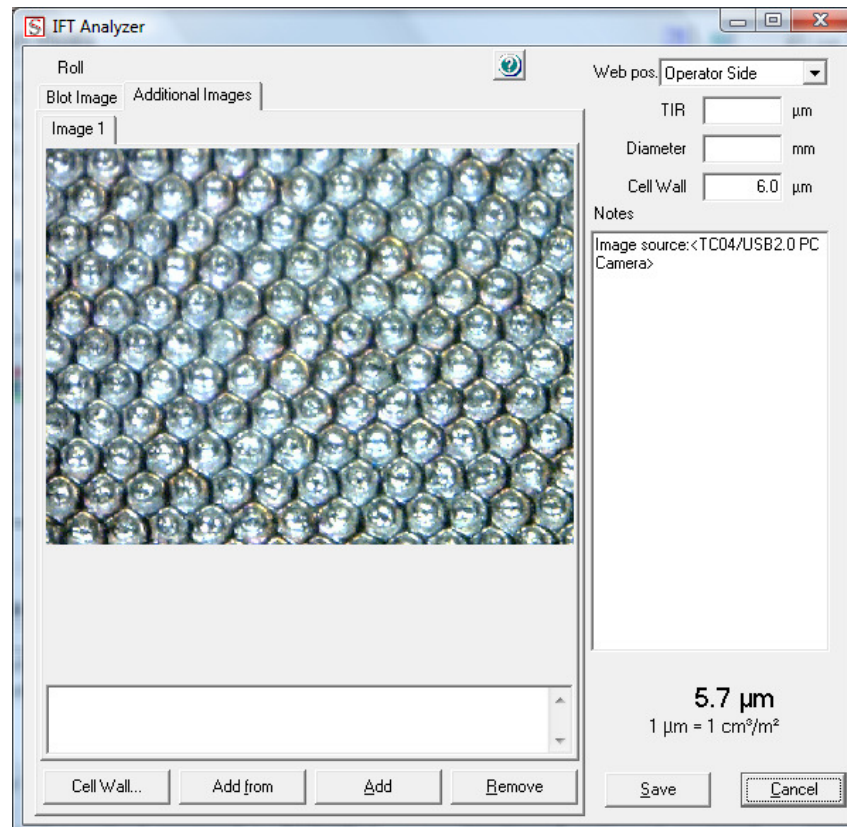 IFT Analyzer
Roll
Blot Image
Additional Images
Image 1
Web pos.
Operator Side
TIR
µm
Diameter
mm
Cell Wall
6.0
µm
Notes
Image source:<TC04/USB2.0 PC
Camera>
5.7 µm
1 µm = 1 cm³/m²
Cell Wall...
Add from
Add
Remove
Save
Cancel